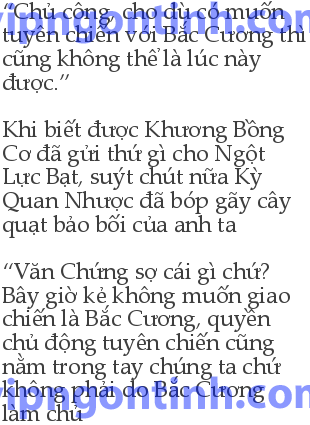 “Chủ công, cho dù có muốn
tuyên chiến với Bắc Cương thì
cũng không thể là lúc này
được.”
Khi biết được Khương Bồng
Cơ đã gửi thứ gì cho Ngột
Lực Bạt, suýt chút nữa Kỳ
Quan Nhược đã bóp gãy cây
quạt bảo bối của anh ta
“Văn Chứng sợ cái gì chứ?
Bây giờ kẻ không muốn giao
chiến là Bắc Cương, quyền
chủ động tuyên chiến cũng
nằm trong tay chúng ta chứ
không phải do Bắc Cương
làm chủ
vipngontinh.com
vipngontinh.com